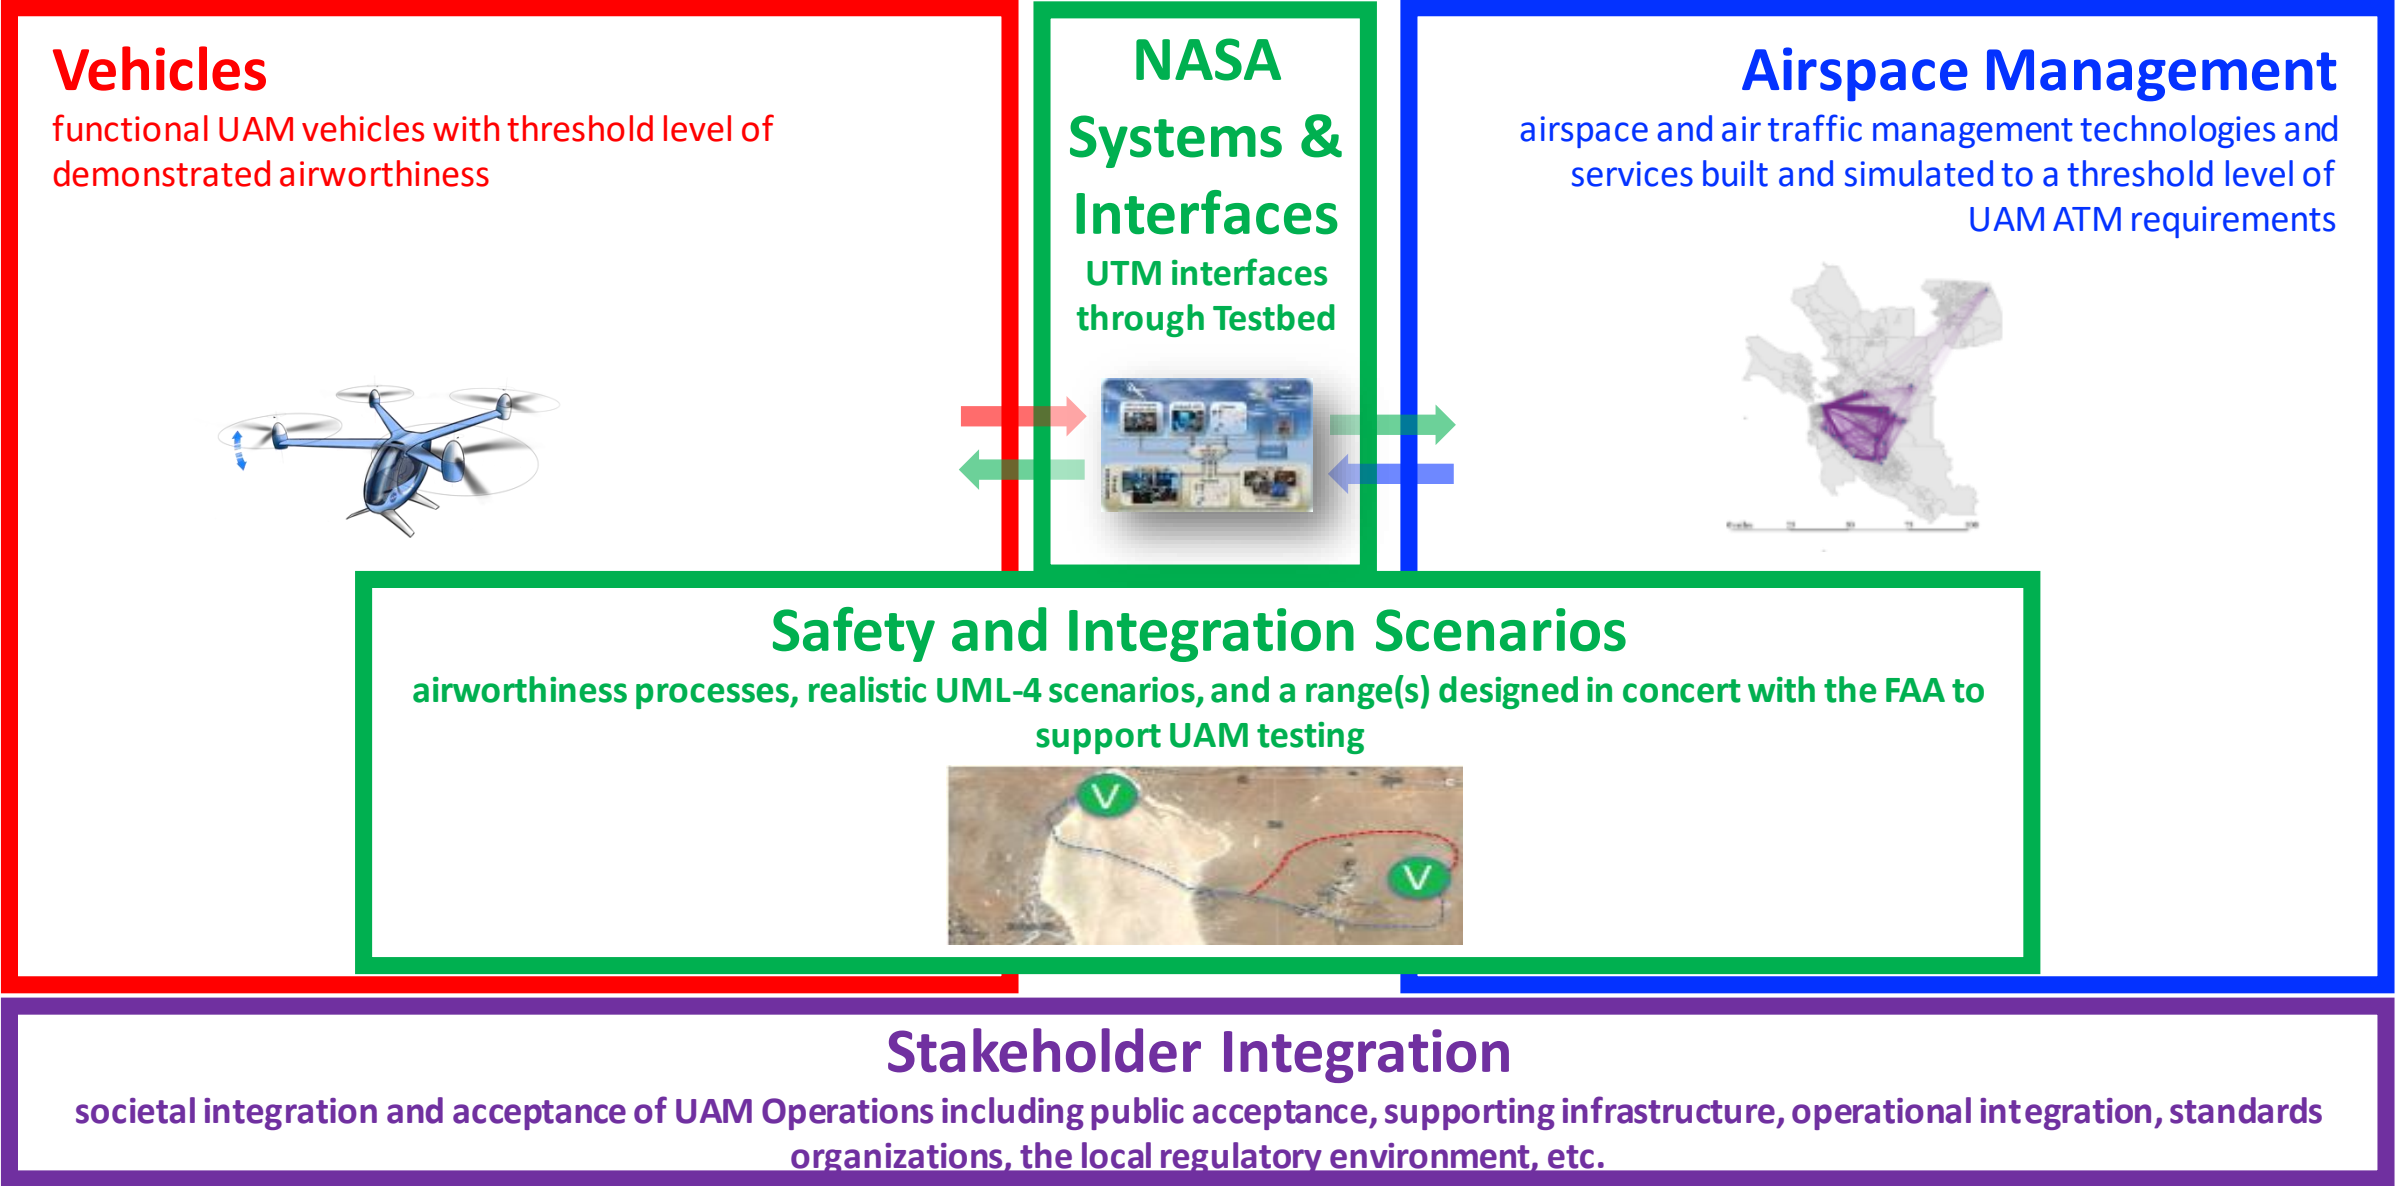 Vehicles
functional UAM vehicles with threshold level of
demonstrated airworthiness
NASA
Systems &
Interfaces
UTM interfaces
through Testbed
Airspace Management
airspace and air traffic management technologies and
services built and simulated to a threshold level of
UAM ATM requirements
Safety and Integration Scenarios
airworthiness processes, realistic UML-4 scenarios, and a range(s) designed in concert with the FAA to
support UAM testing
V
V
Stakeholder Integration
societal integration and acceptance of UAM Operations including public acceptance, supporting infrastructure, operational integration, standards
organizations, the local regulatory environment, etc.